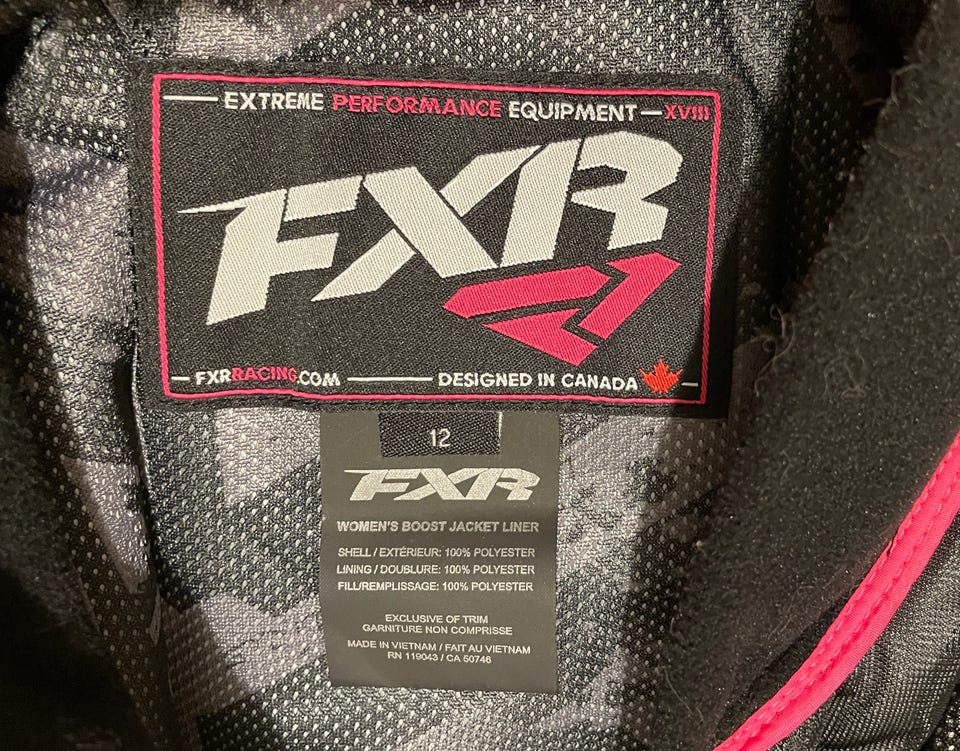 EXTREME PERFORMANCE EQUIPMENT XVIII
FXR
FXRRACING.COM DESIGNED IN CANADA
12
FXR
WOMEN'S BOOST JACKET LINER
SHELL / EXTÉRIEUR: 100% POLYESTER
LINING / DOUBLURE: 100% POLYESTER
FILL/REMPLISSAGE: 100% POLYESTER
EXCLUSIVE OF TRIM
GARNITURE NON COMPRISSE
MADE IN VIETNAM / FAIT AU VIETNAM
RN 119043 / CA 50746